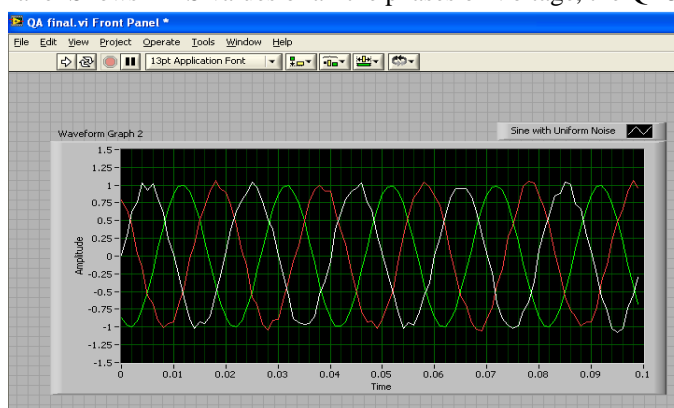 QA final.vi Front Panel *
File Edit View Project Operate Tools Window Help
13pt Application Font
Waveform Graph 2
Sine with Uniform Noise
1.5
1.25
1
0.75
0.5
0.25
0
-0.25
-0.5
-0.75
-1
-1.25
-1.5
Amplitude
0 0.01 0.02 0.03 0.04 0.05 0.06 0.07 0.08 0.09 0.1
Time